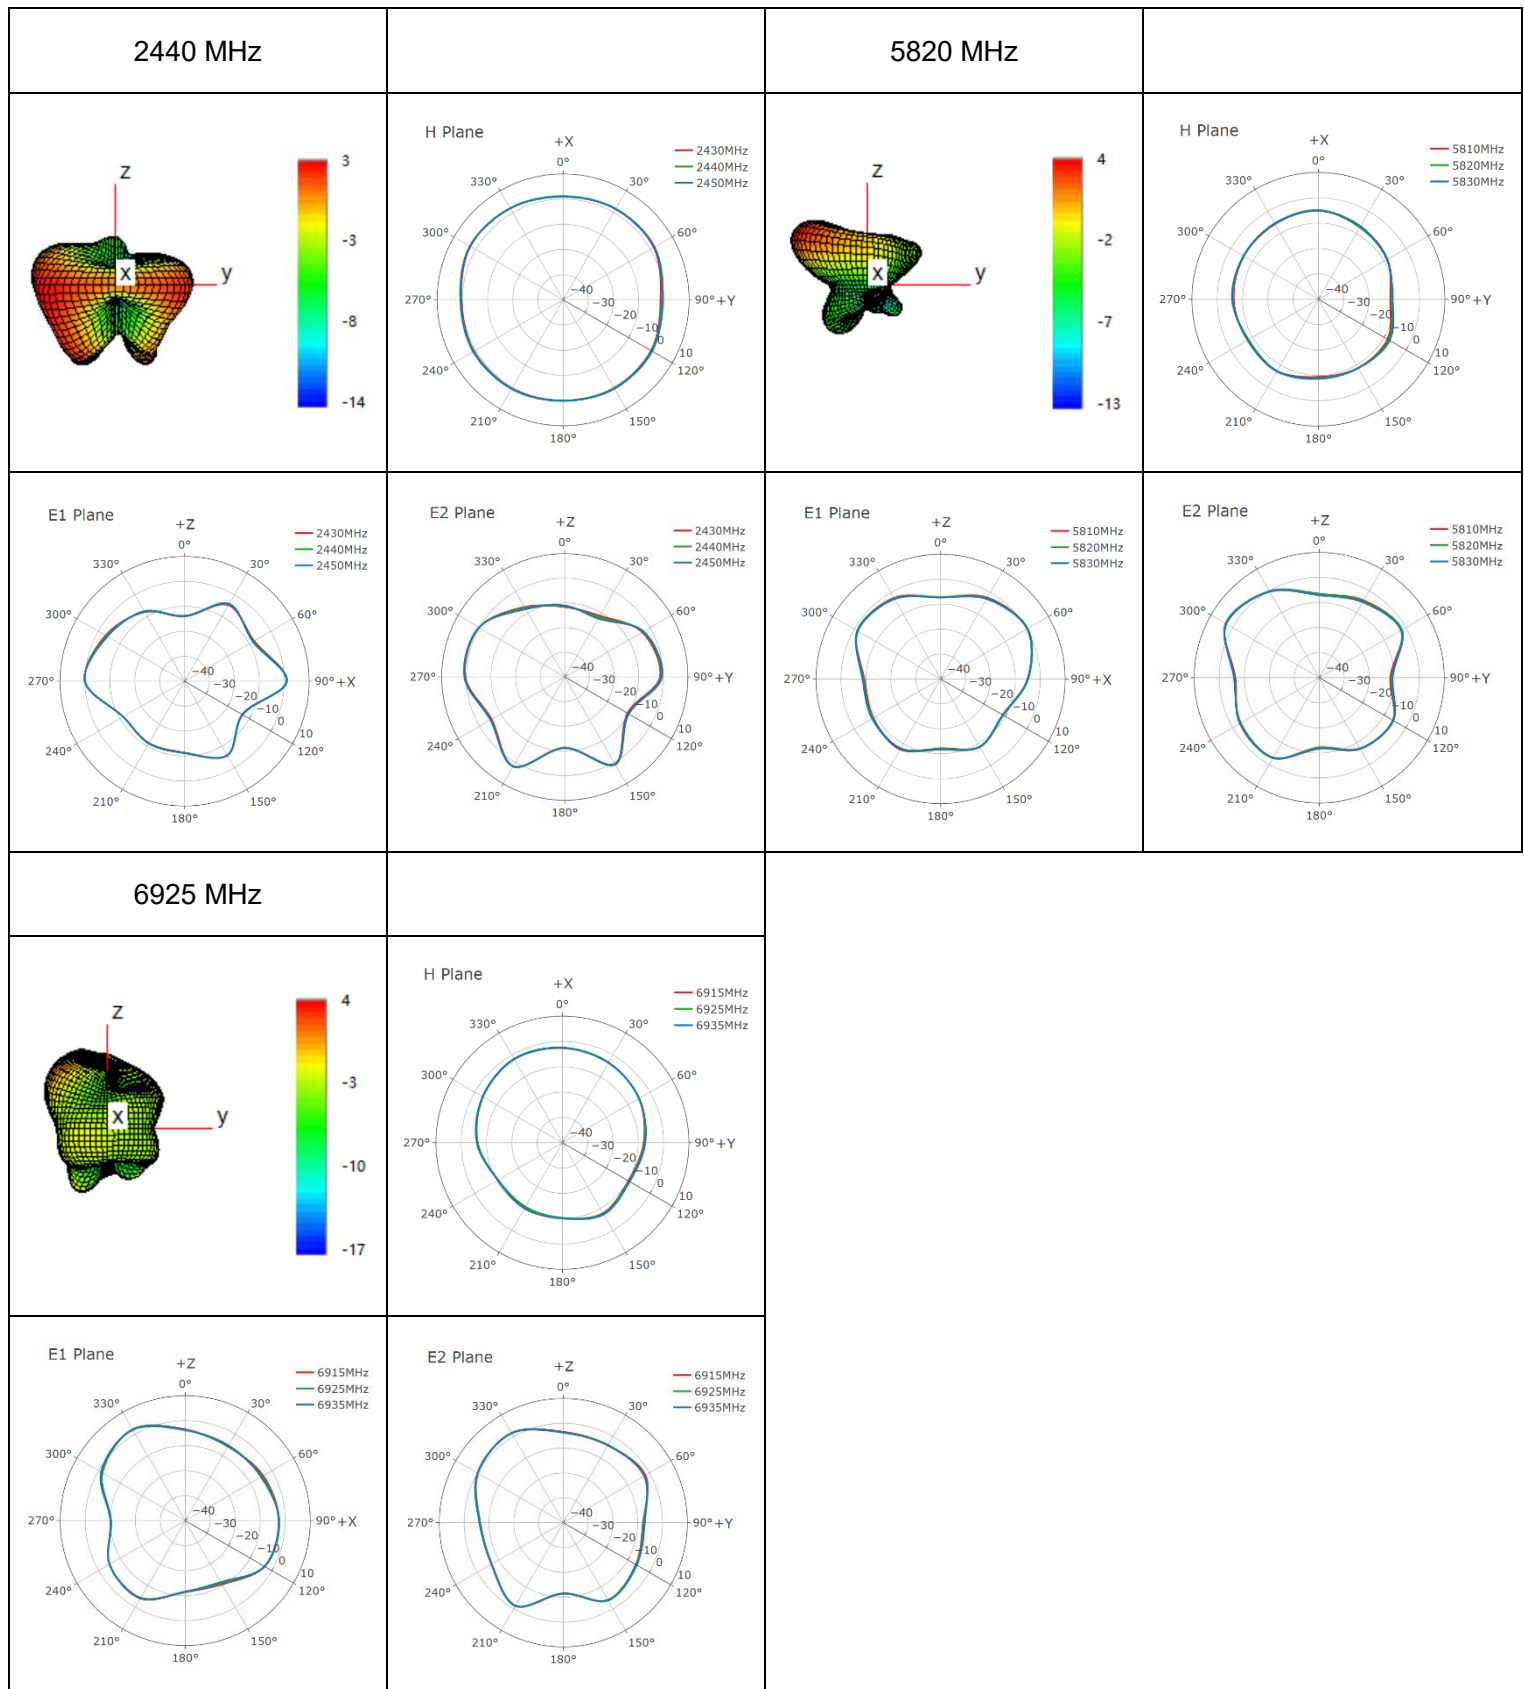 2440 MHz
5820 MHz
z
x
y
3
-3
-8
-14
H Plane
+X
0°
30°
60°
90°+Y
120°
150°
180°
210°
240°
270°
300°
330°
−40
−30
−20
−10
0
10
2430MHz
2440MHz
2450MHz
z
x
y
4
-2
-7
-13
H Plane
+X
0°
30°
60°
90°+Y
120°
150°
180°
210°
240°
270°
300°
330°
−40
−30
−20
−10
0
10
5810MHz
5820MHz
5830MHz
E1 Plane
+Z
0°
30°
60°
90°+X
120°
150°
180°
210°
240°
270°
300°
330°
−40
−30
−20
−10
0
10
2430MHz
2440MHz
2450MHz
E2 Plane
+Z
0°
30°
60°
90°+Y
120°
150°
180°
210°
240°
270°
300°
330°
−40
−30
−20
−10
0
10
2430MHz
2440MHz
2450MHz
E1 Plane
+Z
0°
30°
60°
90°+X
120°
150°
180°
210°
240°
270°
300°
330°
−40
−30
−20
−10
0
10
5810MHz
5820MHz
5830MHz
E2 Plane
+Z
0°
30°
60°
90°+Y
120°
150°
180°
210°
240°
270°
300°
330°
−40
−30
−20
−10
0
10
5810MHz
5820MHz
5830MHz
6925 MHz
z
x
y
4
-3
-10
-17
H Plane
+X
0°
30°
60°
90°+Y
120°
150°
180°
210°
240°
270°
300°
330°
−40
−30
−20
−10
0
10
6915MHz
6925MHz
6935MHz
E1 Plane
+Z
0°
30°
60°
90°+X
120°
150°
180°
210°
240°
270°
300°
330°
−40
−30
−20
−10
0
10
6915MHz
6925MHz
6935MHz
E2 Plane
+Z
0°
30°
60°
90°+Y
120°
150°
180°
210°
240°
270°
300°
330°
−40
−30
−20
−10
0
10
6915MHz
6925MHz
6935MHz